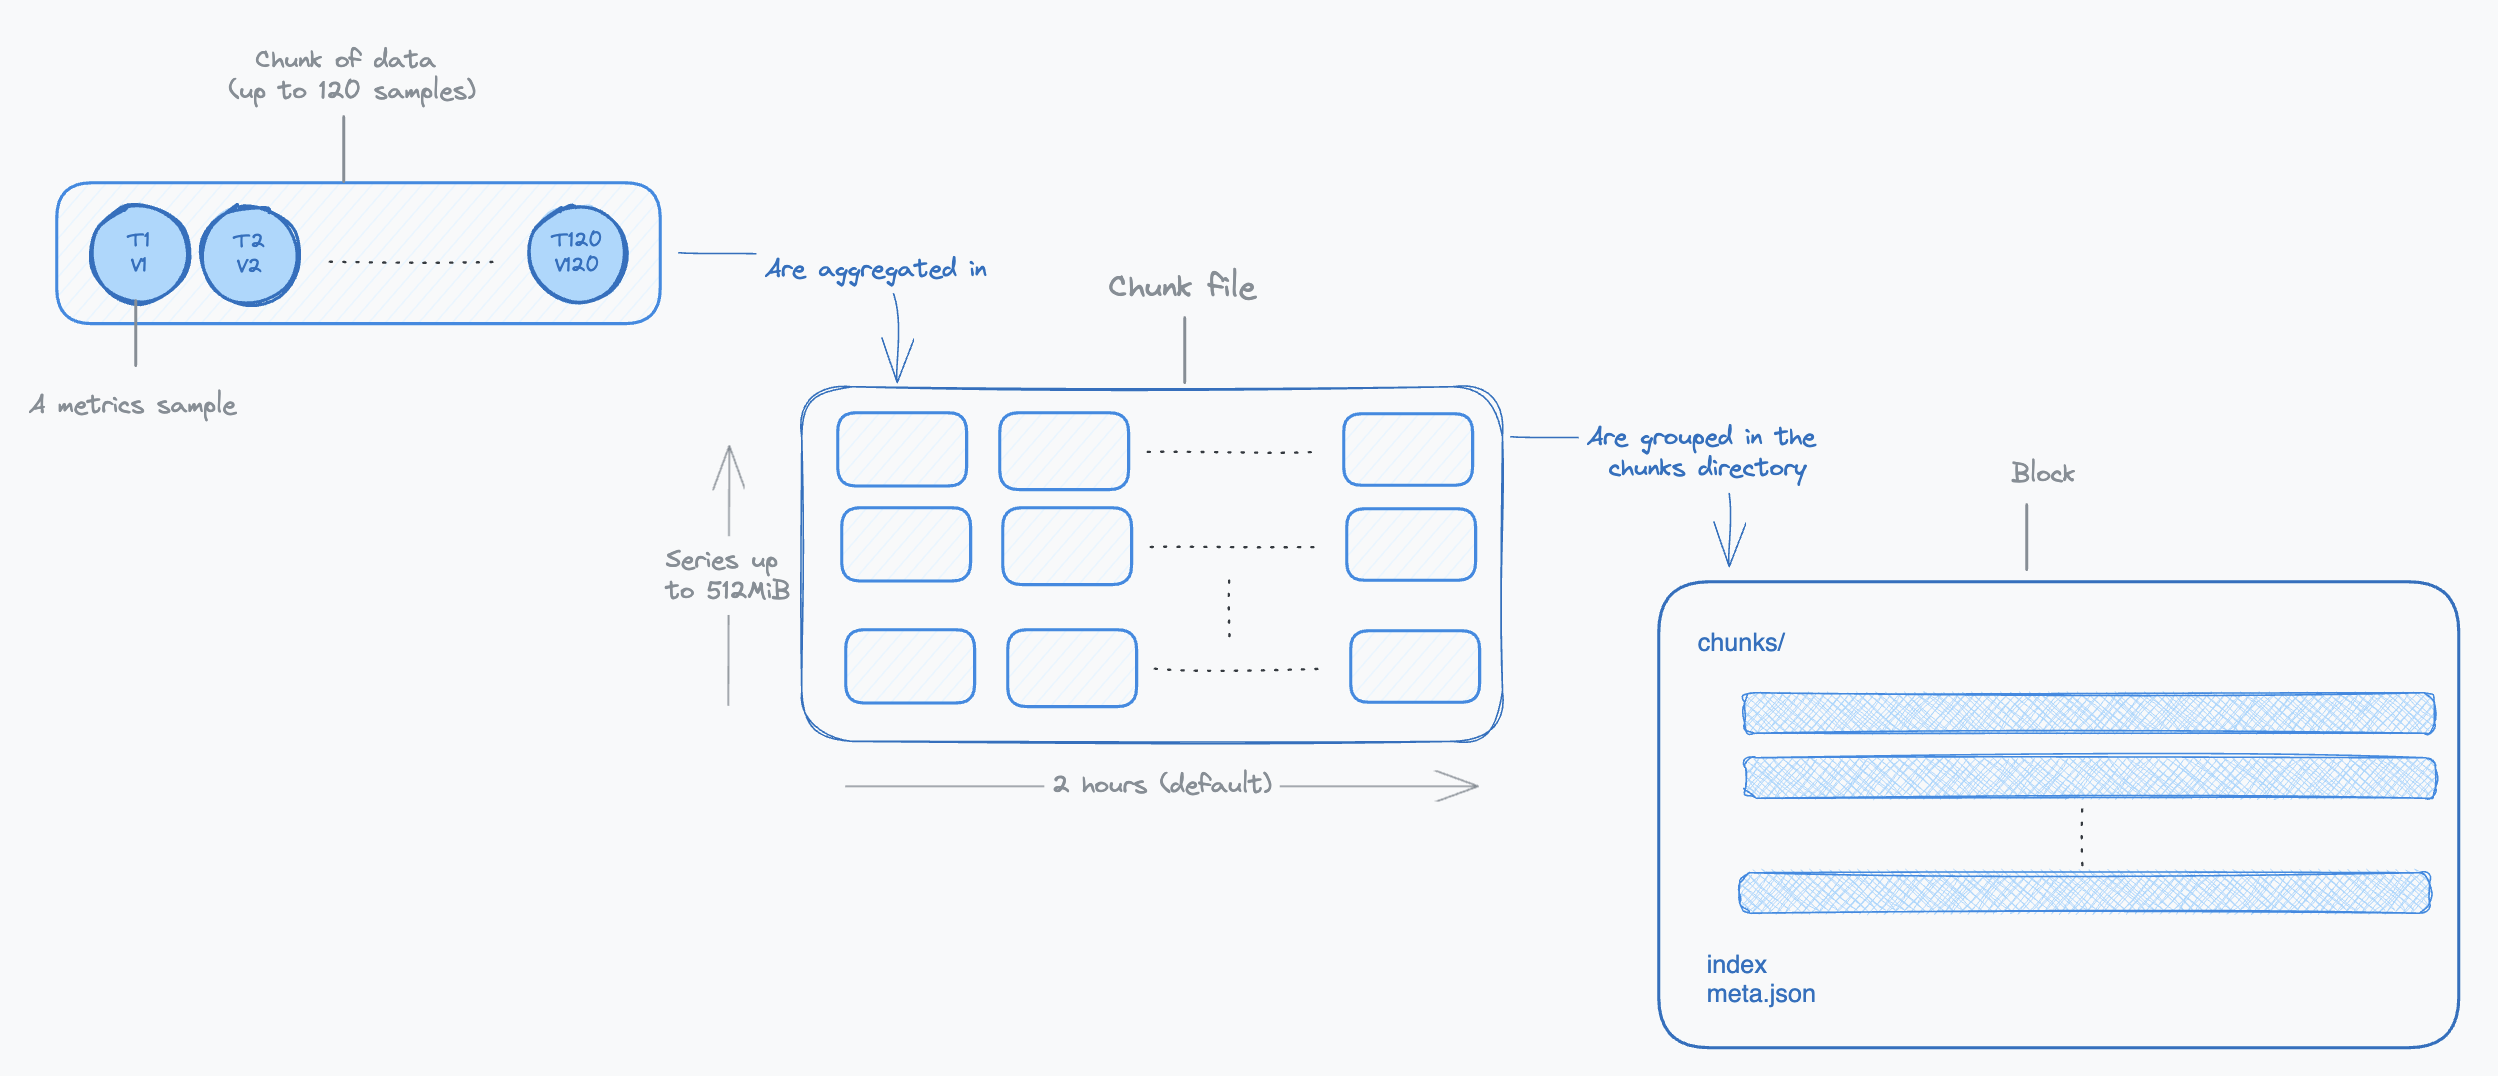 Chunk of data
(up to 120 samples)
T1
V1
T2
V2
T120
V120
A metrics sample
Are aggregated in
Chunk file
Series up
to 512MiB
2 hours (default)
Are grouped in the
chunks directory
Block
chunks/
index
meta.json